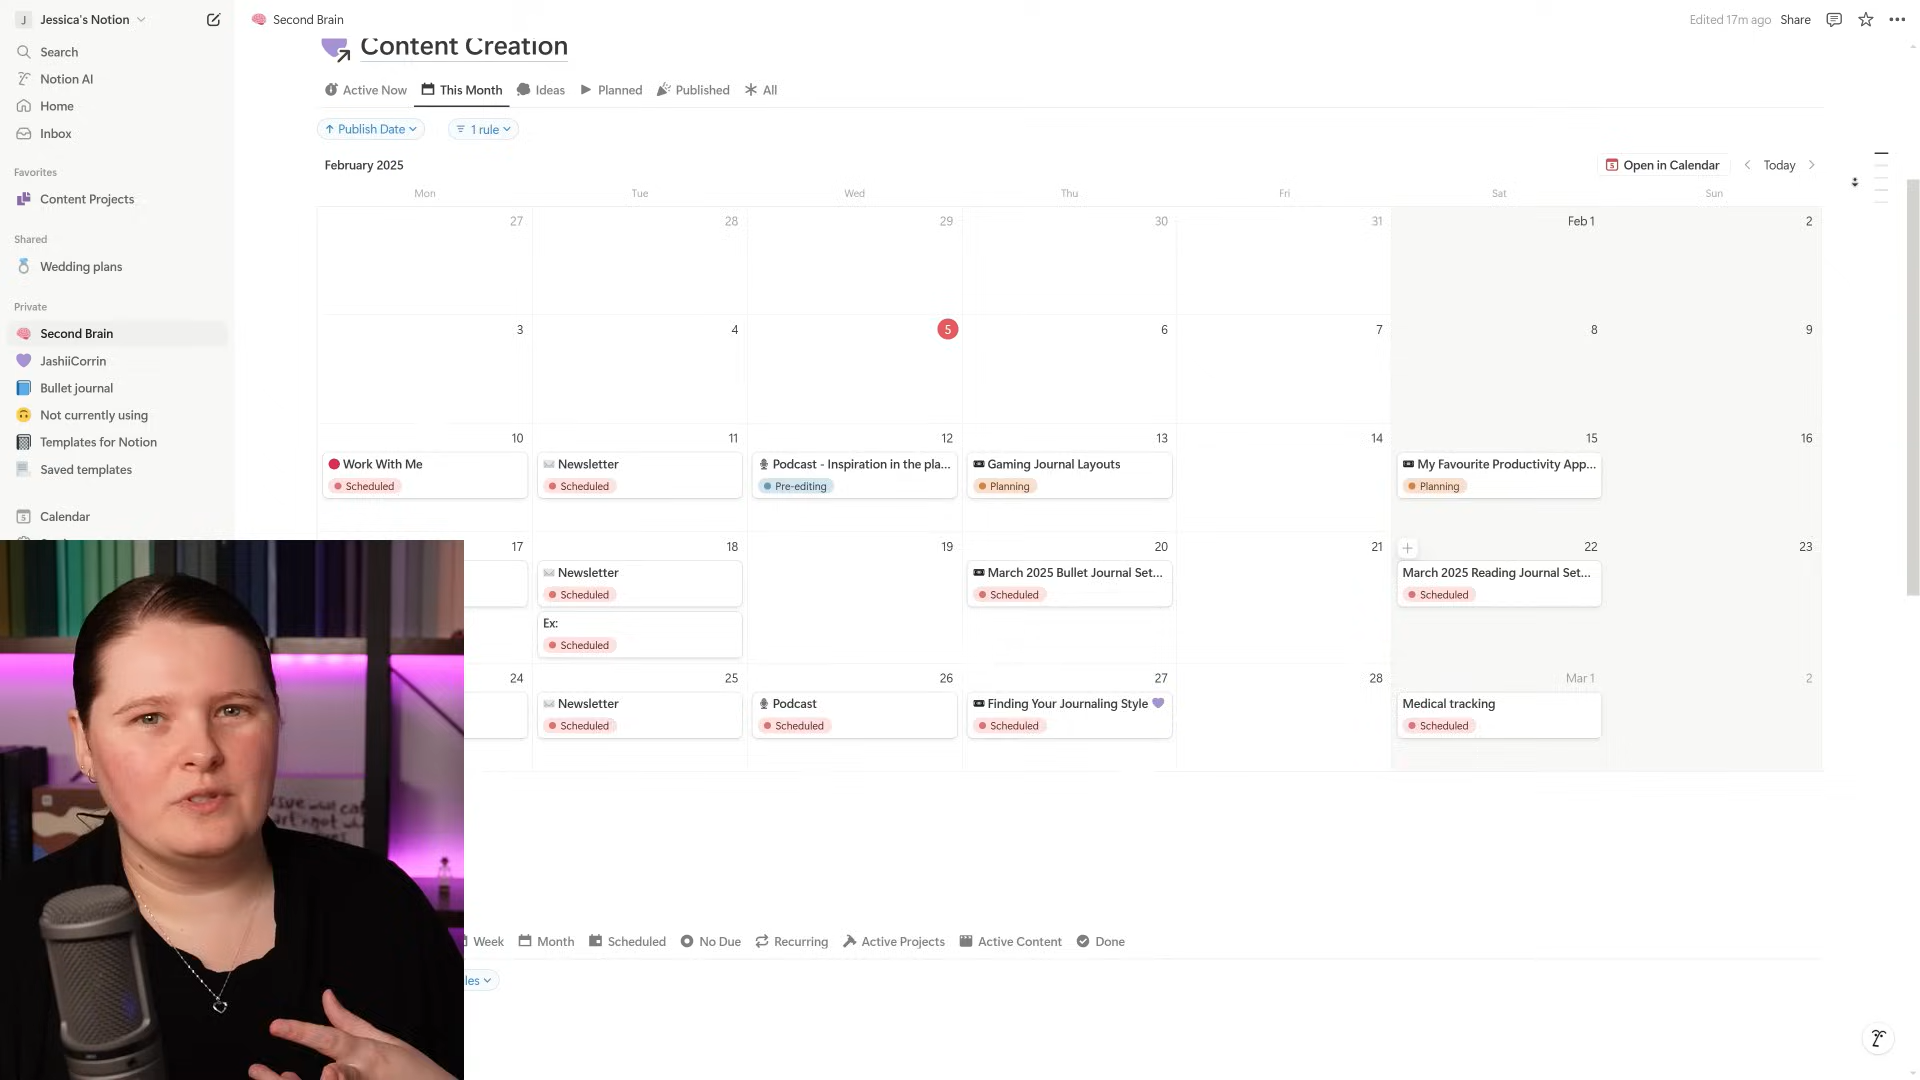 J Jessica's Notion
Search
Notion AI
Home
Inbox
Favorites
Content Projects
Shared
Wedding plans
Private
Second Brain
JashiiCorrin
Bullet journal
Not currently using
Templates for Notion
Saved templates
Calendar
Second Brain
Edited 17m ago Share
Content Creation
Active Now This Month Ideas Planned Published All
Publish Date 1 rule
February 2025
Open in Calendar Today
Mon Tue Wed Thu Fri Sat Sun
27 28 29 30 31 Feb 1 2
3 4 5 6 7 8 9
10 11 12 13 14 15 16
Work With Me Newsletter Podcast - Inspiration in the pla... Gaming Journal Layouts My Favourite Productivity App...
Scheduled Scheduled Pre-editing Planning Planning
17 18 19 20 21 22 23
Newsletter March 2025 Bullet Journal Set... March 2025 Reading Journal Set...
Scheduled Scheduled Scheduled
Ex:
Scheduled
24 25 26 27 28 Mar 1 2
Newsletter Podcast Finding Your Journaling Style Medical tracking
Scheduled Scheduled Scheduled Scheduled
Week Month Scheduled No Due Recurring Active Projects Active Content Done